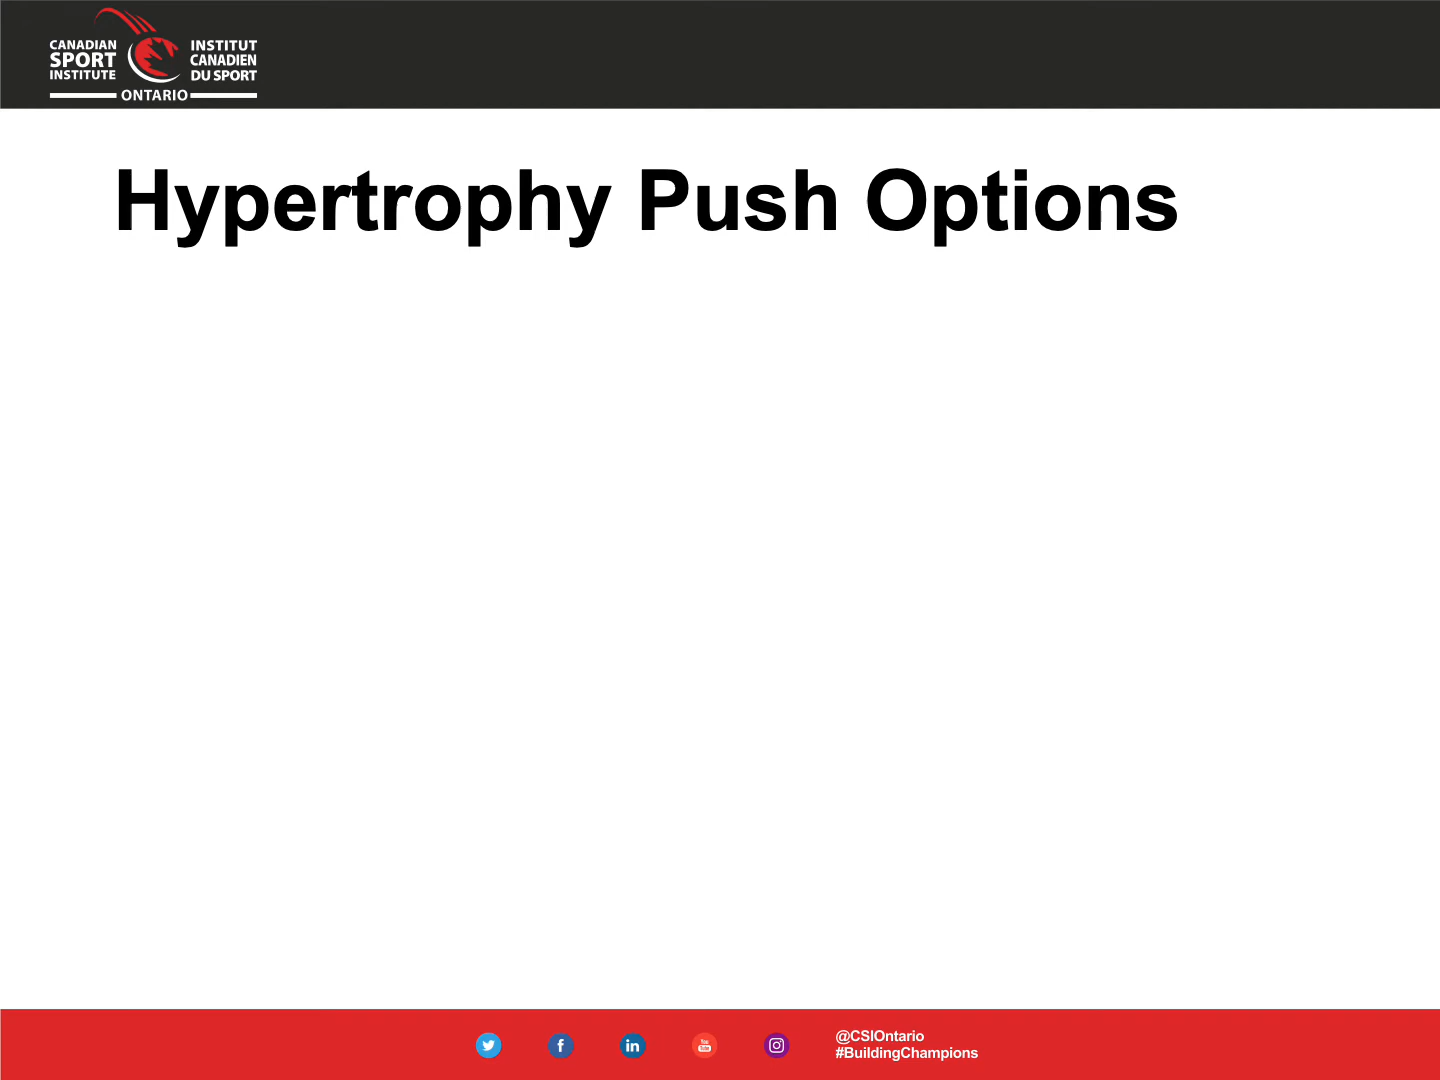 CANADIAN
SPORT
INSTITUTE
INSTITUT
CANADIEN
DU SPORT
ONTARIO
Hypertrophy Push Options
@CSIOntario
#BuildingChampions